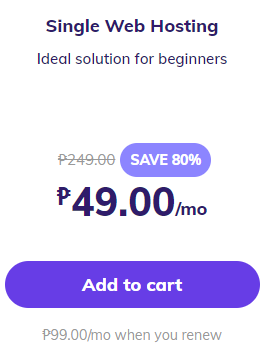 Single Web Hosting
Ideal solution for beginners
₱249.00 SAVE 80%
₱49.00/mo
Add to cart
₱99.00/mo when you renew